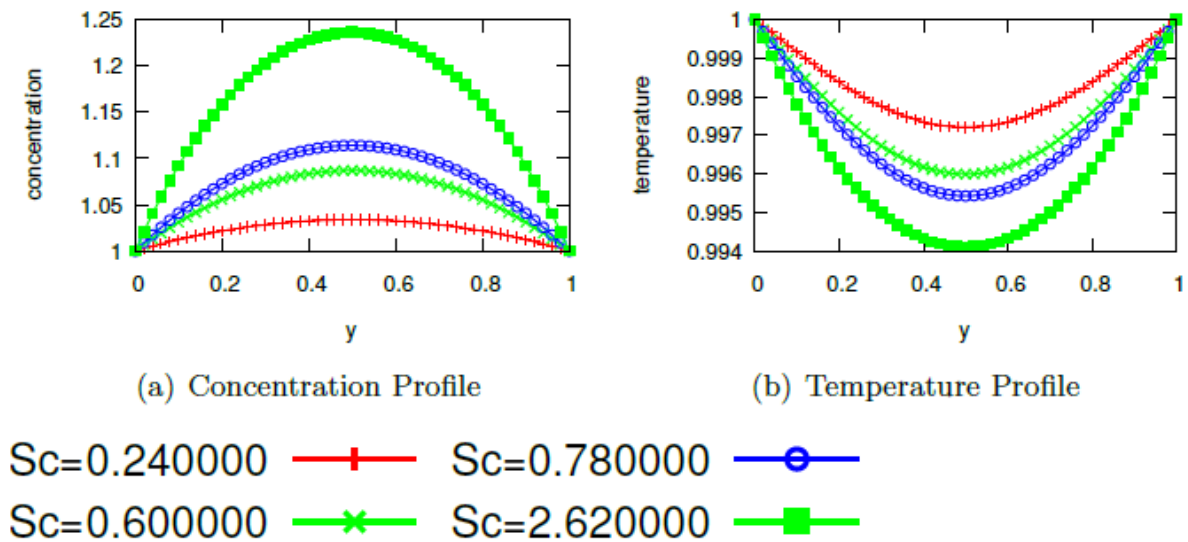 1.25
1.2
1.15
1.1
1.05
1
concentration
0 0.2 0.4 0.6 0.8 1
y
(a) Concentration Profile
1
0.999
0.998
0.997
0.996
0.995
0.994
temperature
0 0.2 0.4 0.6 0.8 1
y
(b) Temperature Profile
Sc=0.240000 Sc=0.780000
Sc=0.600000 Sc=2.620000